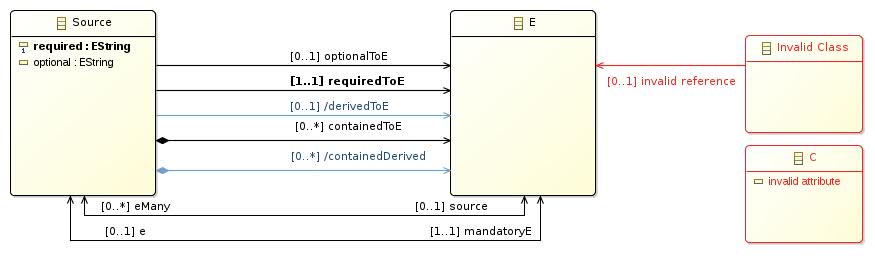 Source
required : EString
optional : EString
[0..1] optionalToE
[1..1] requiredToE
[0..1] /derivedToE
[0..*] containedToE
[0..*] /containedDerived
E
[0..1] invalid reference
Invalid Class
C
invalid attribute
[0..*] eMany
[0..1] source
[0..1] e
[1..1] mandatoryE